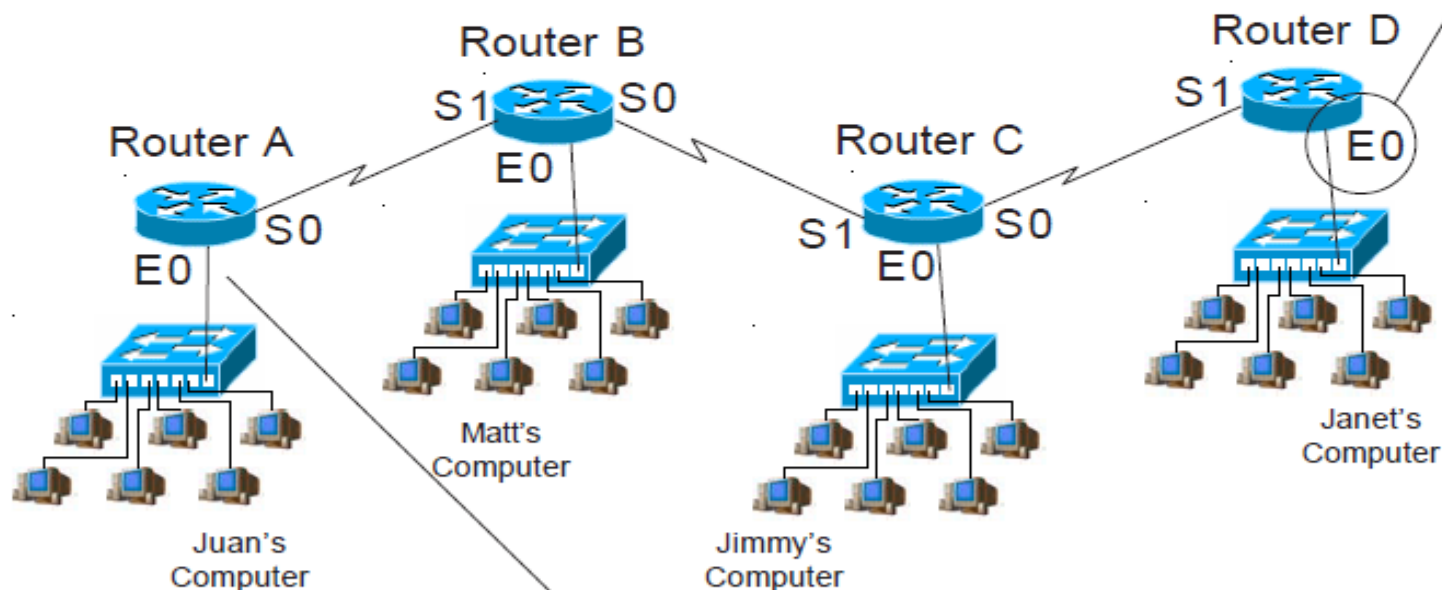 Router B
Router D
S1
S0
S1
Router A
E0
Router C
E0
S0
S1
S0
E0
E0
Matt's
Computer
Janet's
Computer
Juan's
Computer
Jimmy's
Computer